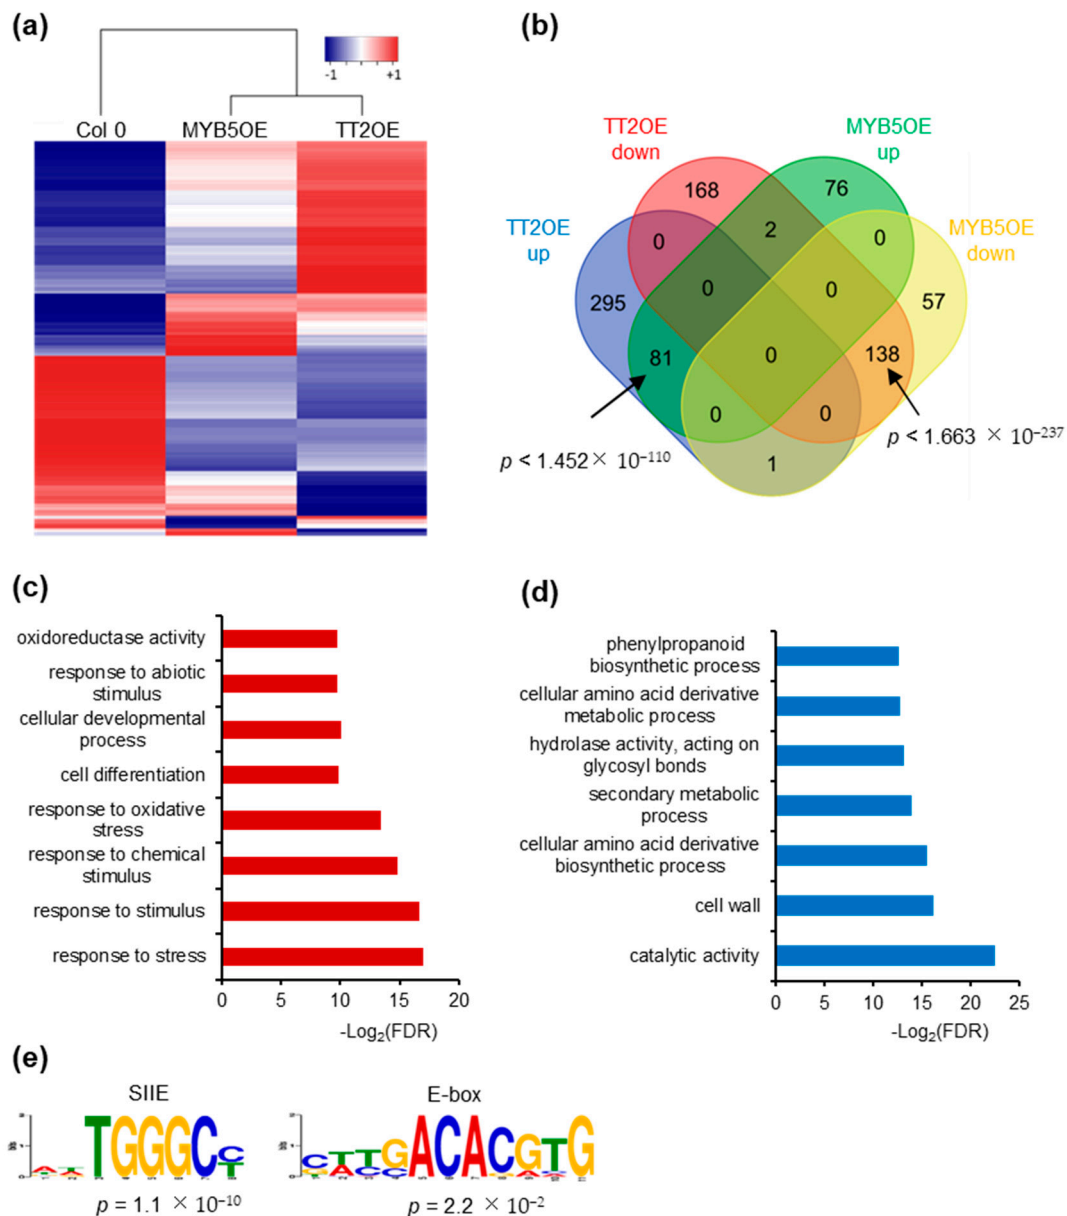 (a)
-1
+1
Col 0
MYB5OE
TT2OE
(b)
TT2OE
down
MYB5OE
up
TT2OE
up
MYB5OE
down
168
76
0
2
0
295
0
0
57
81
0
138
0
0
1
p < 1.452 × 10⁻¹¹⁰
p < 1.663 × 10⁻²³⁷
(c)
oxidoreductase activity
response to abiotic
stimulus
cellular developmental
process
cell differentiation
response to oxidative
stress
response to chemical
stimulus
response to stimulus
response to stress
0 5 10 15 20
-Log₂(FDR)
(d)
phenylpropanoid
biosynthetic process
cellular amino acid derivative
metabolic process
hydrolase activity, acting on
glycosyl bonds
secondary metabolic
process
cellular amino acid derivative
biosynthetic process
cell wall
catalytic activity
0 5 10 15 20 25
-Log₂(FDR)
(e)
SIIE
TGGGC
p = 1.1 × 10⁻¹⁰
E-box
ACACGTG
p = 2.2 × 10⁻²